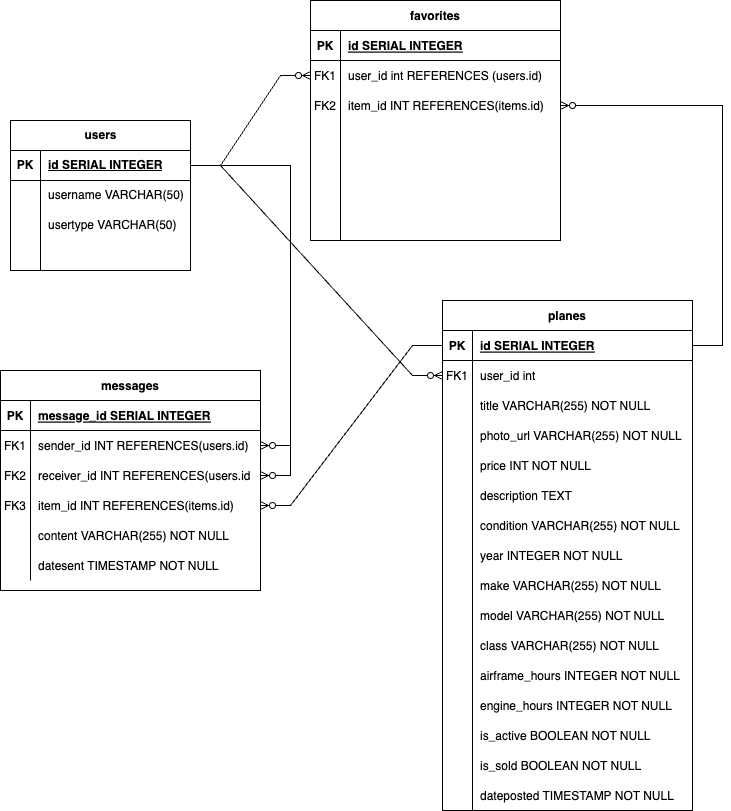 favorites
PK id SERIAL INTEGER
FK1 user_id int REFERENCES (users.id)
FK2 item_id INT REFERENCES(items.id)
users
PK id SERIAL INTEGER
username VARCHAR(50)
usertype VARCHAR(50)
planes
PK id SERIAL INTEGER
FK1 user_id int
title VARCHAR(255) NOT NULL
photo_url VARCHAR(255) NOT NULL
price INT NOT NULL
description TEXT
condition VARCHAR(255) NOT NULL
year INTEGER NOT NULL
make VARCHAR(255) NOT NULL
model VARCHAR(255) NOT NULL
class VARCHAR(255) NOT NULL
airframe_hours INTEGER NOT NULL
engine_hours INTEGER NOT NULL
is_active BOOLEAN NOT NULL
is_sold BOOLEAN NOT NULL
dateposted TIMESTAMP NOT NULL
messages
PK message_id SERIAL INTEGER
FK1 sender_id INT REFERENCES(users.id)
FK2 receiver_id INT REFERENCES(users.id
FK3 item_id INT REFERENCES(items.id)
content VARCHAR(255) NOT NULL
datesent TIMESTAMP NOT NULL